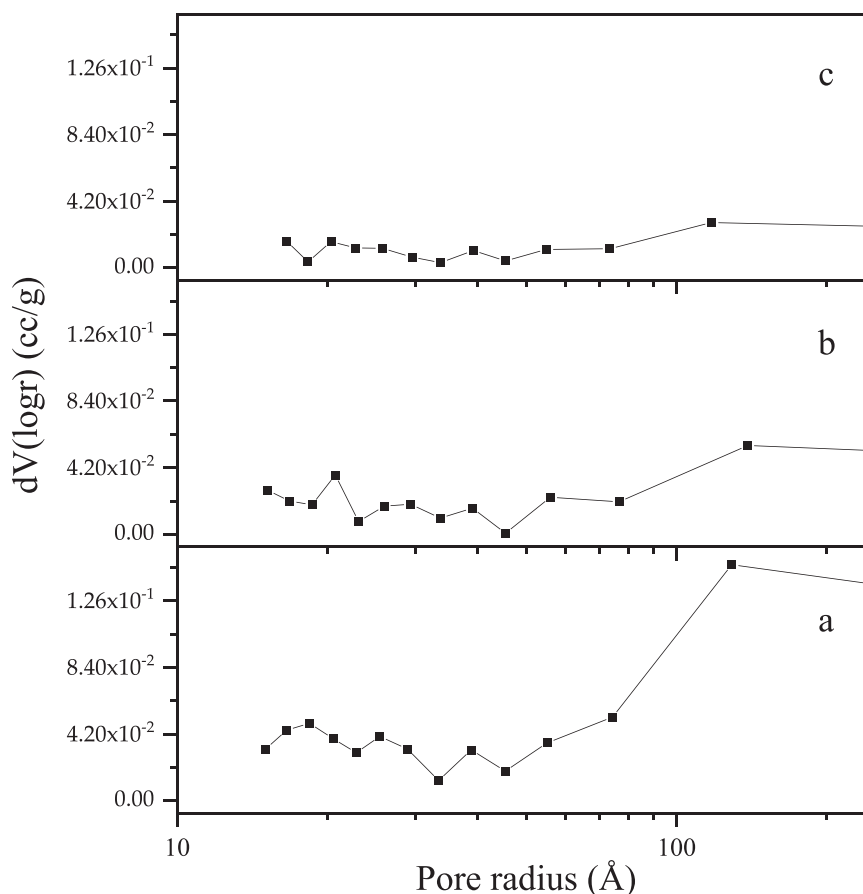 c
1.26x10⁻¹
8.40x10⁻²
4.20x10⁻²
0.00
b
1.26x10⁻¹
8.40x10⁻²
4.20x10⁻²
0.00
a
1.26x10⁻¹
8.40x10⁻²
4.20x10⁻²
0.00
dV(logr) (cc/g)
10 100
Pore radius (Å)